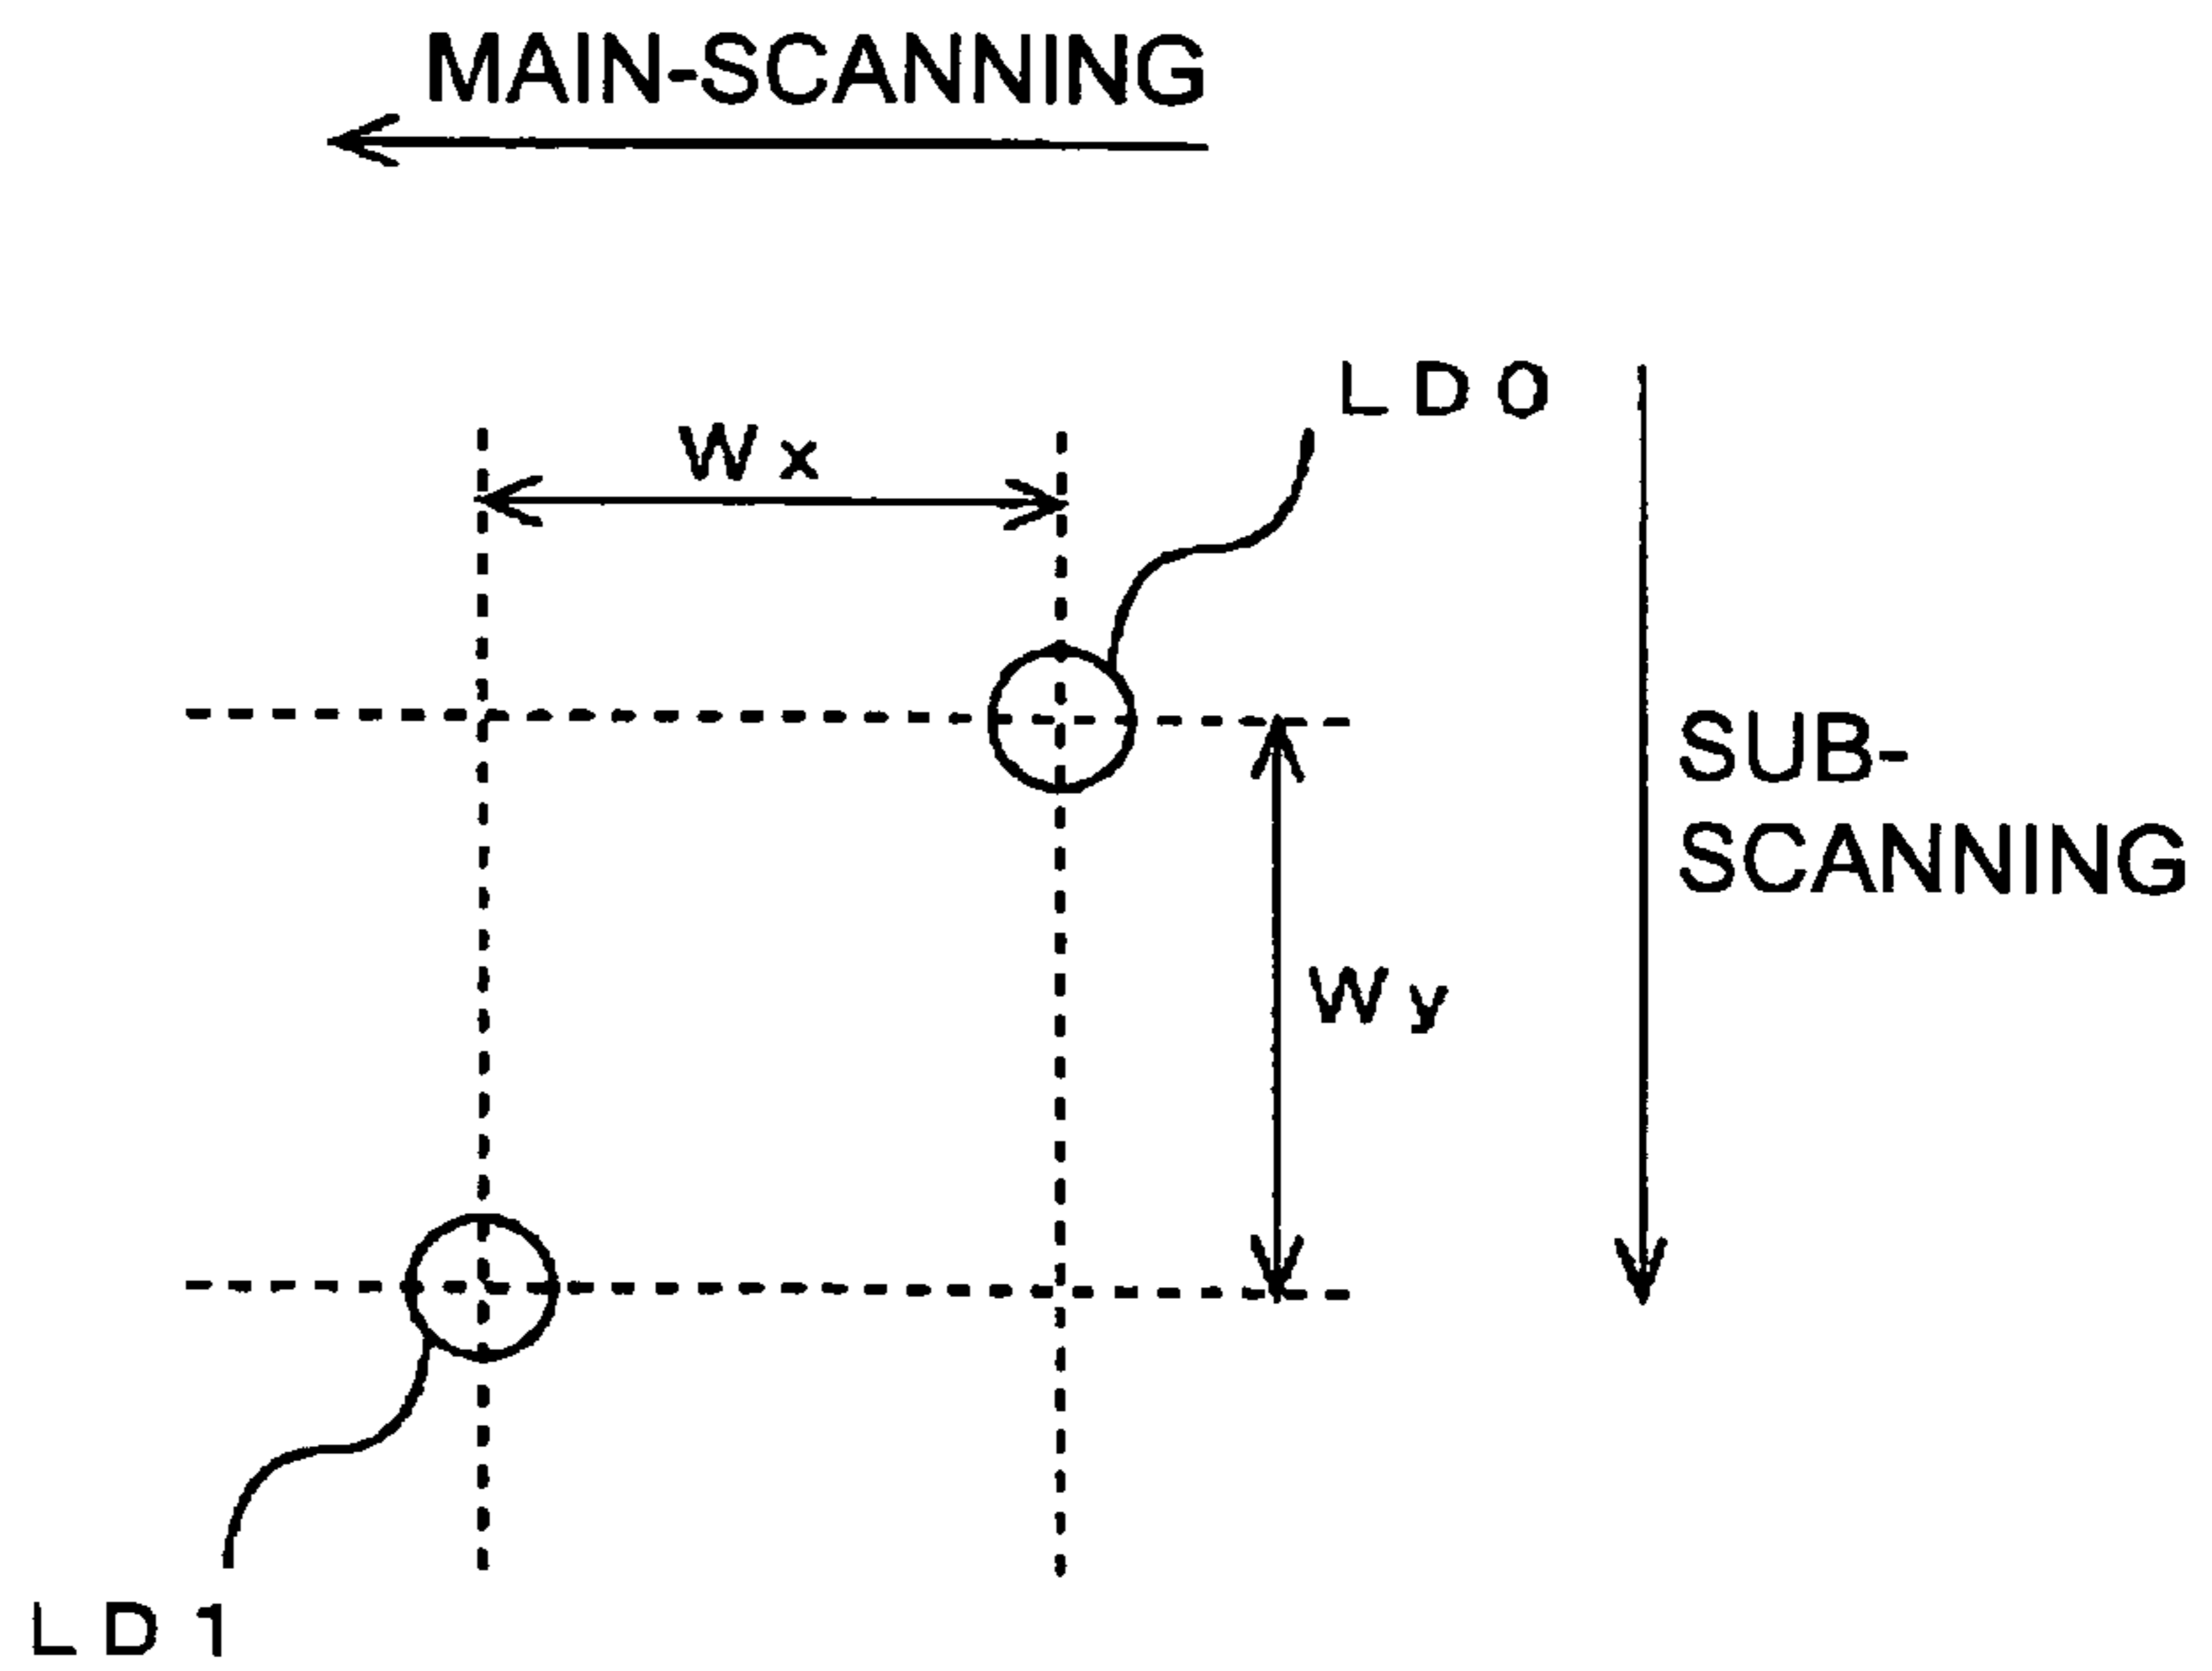 MAIN-SCANNING
LD0
Wx
SUB-
SCANNING
Wy
LD1